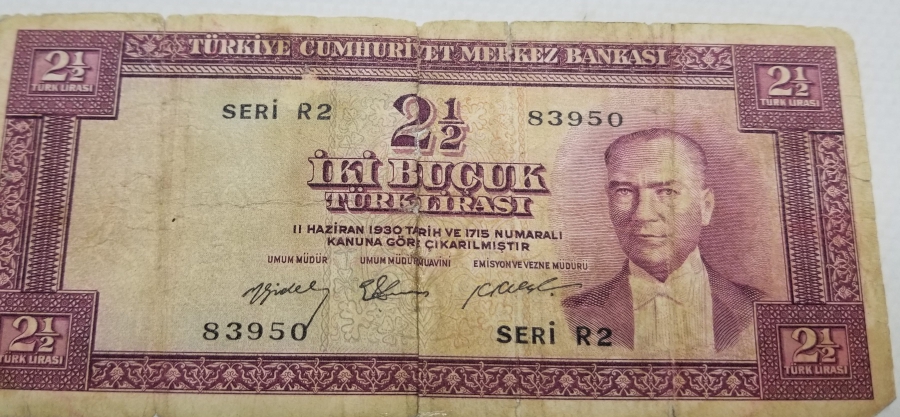 TÜRKİYE CUMHURİYET MERKEZ BANKASI
2½
TÜRK LİRASI
2½
TÜRK LİRASI
SERİ R2
2½
83950
İKİ BUÇUK
TÜRK LİRASI
11 HAZİRAN 1930 TARİH VE 1715 NUMARALI
KANUNA GÖRE ÇIKARILMIŞTIR
UMUM MÜDÜR UMUM MÜDÜR MUAVİNİ EMİSYON VE VEZNE MÜDÜRÜ
83950
SERİ R2
2½
TÜRK LİRASI
2½
TÜRK LİRASI